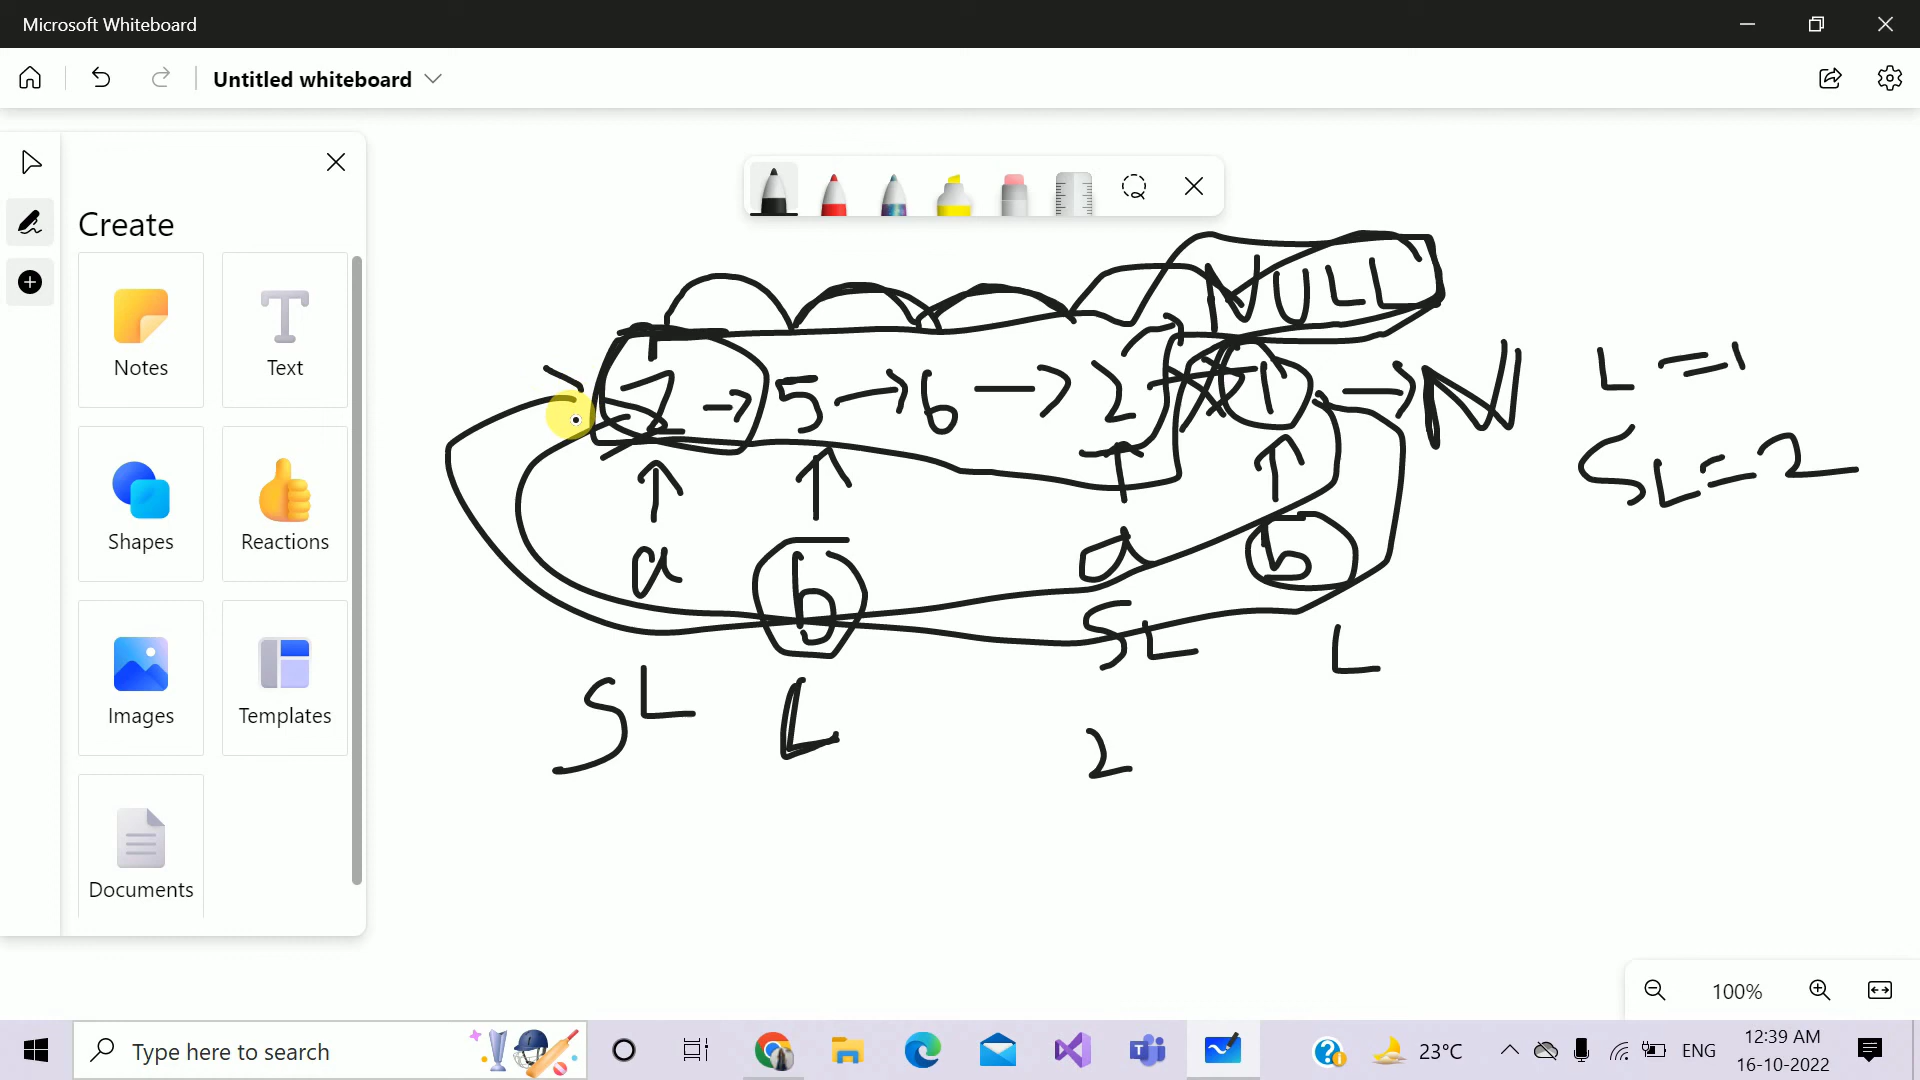 Microsoft Whiteboard
Untitled whiteboard
Create
Notes
Text
Shapes
Reactions
Images
Templates
Documents
NULL
7 → 5 → 6 → 2 1 → N
L = 1
SL = 2
a
b
a
b
SL
L
SL
L
2
100%
Type here to search
23°C
ENG
12:39 AM
16-10-2022